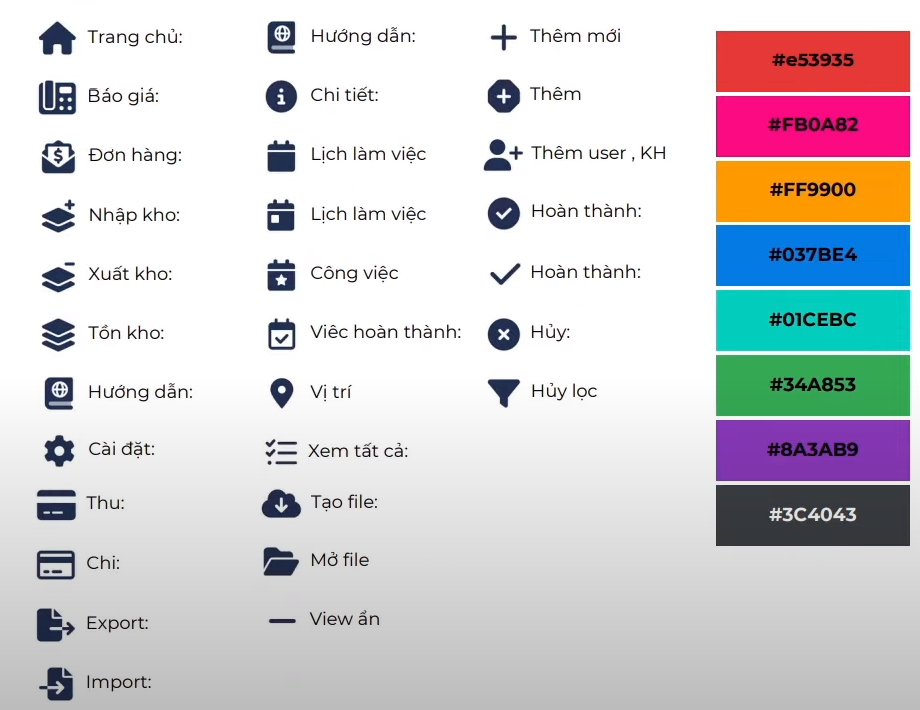 Trang chủ:
Báo giá:
Đơn hàng:
Nhập kho:
Xuất kho:
Tồn kho:
Hướng dẫn:
Cài đặt:
Thu:
Chi:
Export:
Import:
Hướng dẫn:
Chi tiết:
Lịch làm việc
Lịch làm việc
Công việc
Viêc hoàn thành:
Vị trí
Xem tất cả:
Tạo file:
Mở file
View ẩn
Thêm mới
Thêm
Thêm user , KH
Hoàn thành:
Hoàn thành:
Hủy:
Hủy lọc
#e53935
#FB0A82
#FF9900
#037BE4
#01CEBC
#34A853
#8A3AB9
#3C4043